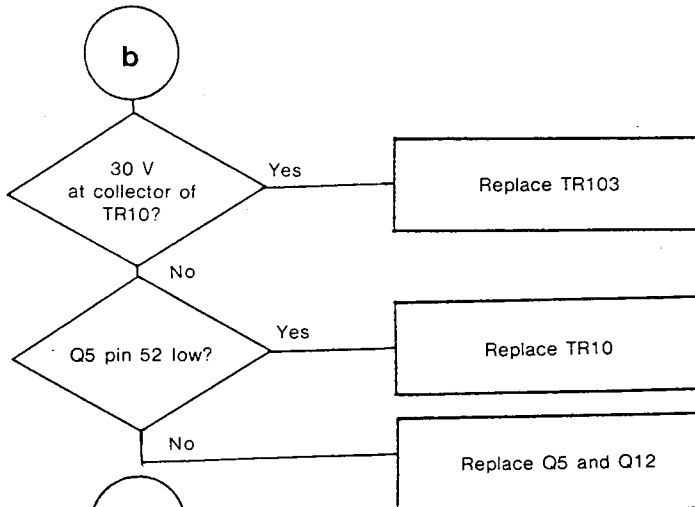 b
30 V
at collector of
TR10?
Yes
Replace TR103
No
Q5 pin 52 low?
Yes
Replace TR10
No
Replace Q5 and Q12